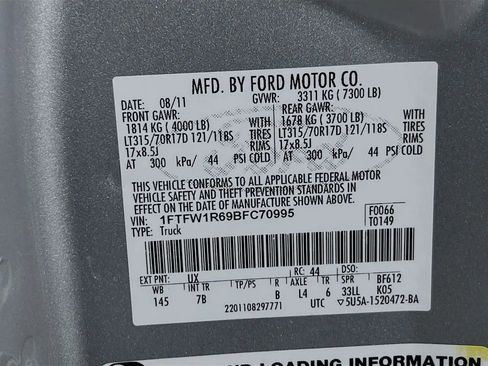 MFD. BY FORD MOTOR CO.
DATE: 08/11 GVWR: 3311 KG ( 7300 LB)
FRONT GAWR: REAR GAWR:
1814 KG ( 4000 LB) 1678 KG ( 3700 LB)
LT315/70R17D 121/118S TIRES LT315/70R17D 121/118S
17x8.5J RIMS 17x8.5J RIMS
AT 300 kPa/ 44 PSI COLD AT 300 kPa/ 44 PSI COLD
THIS VEHICLE CONFORMS TO ALL APPLICABLE FEDERAL MOTOR
VEHICLE SAFETY AND THEFT PREVENTION STANDARDS IN
EFFECT ON THE DATE OF MANUFACTURE SHOWN ABOVE.
VIN: 1FTFW1R69BFC70995 F0066
TYPE: Truck T0149
EXT PNT: UX RC: 44 DSO:
WB INT TR TP/PS R AXLE TR SPR BF612
145 7B B L4 6 33LL K05
2201108297771 UTC 5U5A-1520472-BA
LOADING INFORMATION